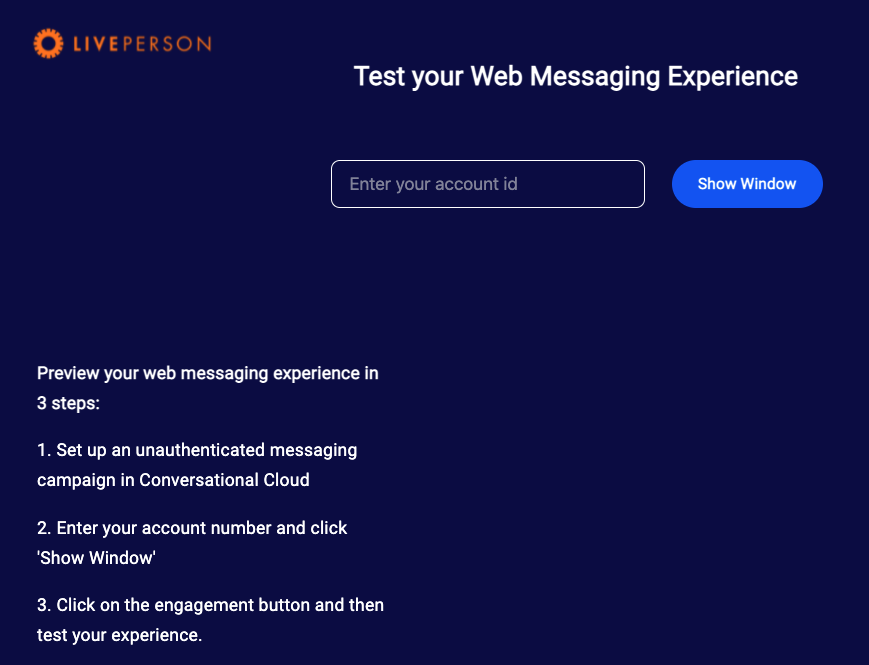 LIVEPERSON
Test your Web Messaging Experience
Enter your account id
Show Window
Preview your web messaging experience in
3 steps:
1. Set up an unauthenticated messaging
campaign in Conversational Cloud
2. Enter your account number and click
'Show Window'
3. Click on the engagement button and then
test your experience.